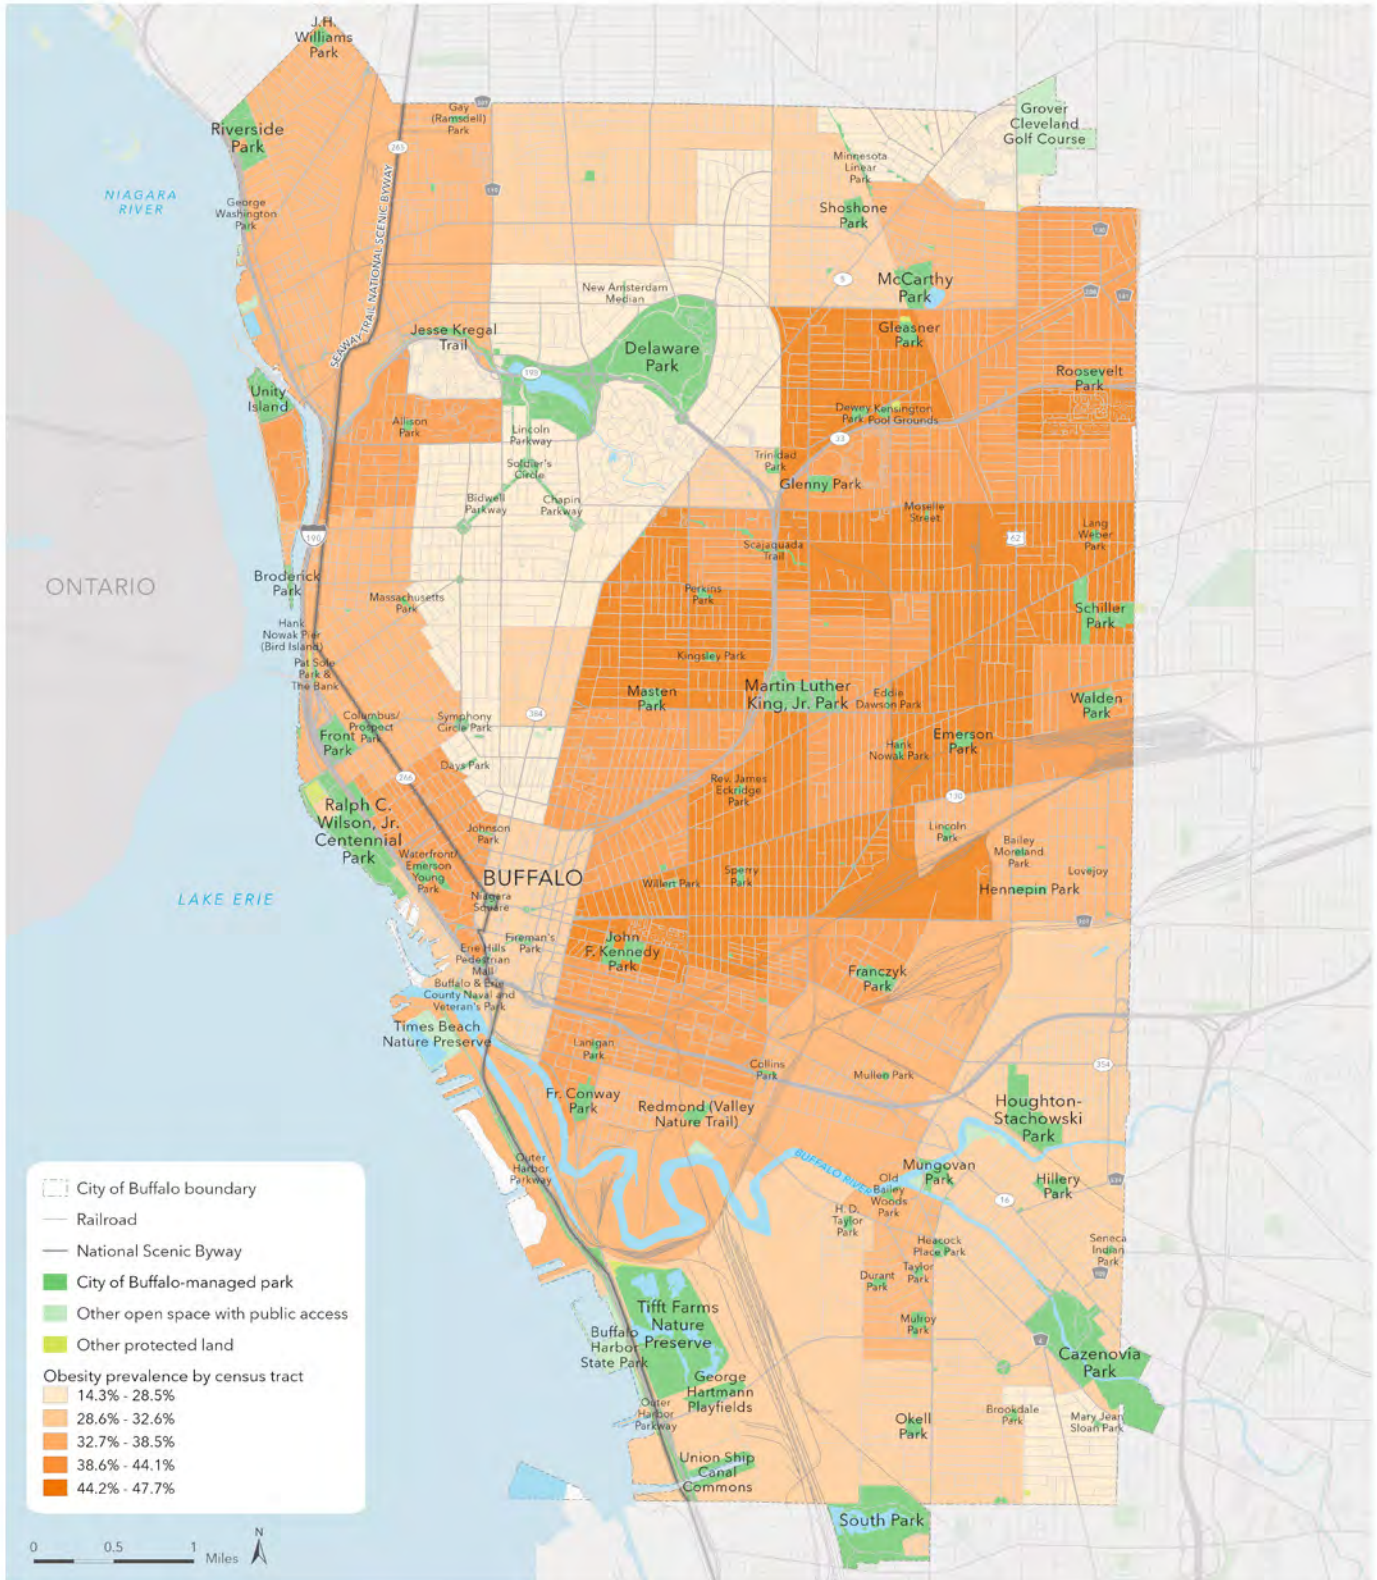 J.H.
Williams
Park
Riverside
Park
Gay
(Ramsdell)
Park
265
198
Grover
Cleveland
Golf Course
Minnesota
Linear
Park
Shoshone
Park
NIAGARA
RIVER
George
Washington
Park
SEAWAY TRAIL NATIONAL SCENIC BYWAY
5
McCarthy
Park
New Amsterdam
Median
Gleasner
Park
Jesse Kregal
Trail
Delaware
Park
Roosevelt
Park
Unity
Island
Allison
Park
Lincoln
Parkway
Dewey
Park
Kensington
Pool Grounds
33
Soldier's
Circle
Trinidad
Park
Glenny Park
Bidwell
Parkway
Chapin
Parkway
Moselle
Street
Lang
Weber
Park
62
190
Scajaquada
Trail
ONTARIO
Broderick
Park
Massachusetts
Park
Perkins
Park
Schiller
Park
Hank
Nowak Pier
(Bird Island)
Kingsley Park
Pat Sole
Park &
The Bank
Masten
Park
Martin Luther
King, Jr. Park
Eddie
Dawson Park
Walden
Park
Columbus/
Prospect
Park
Symphony
Circle Park
384
Front
Park
Hank
Nowak Park
Emerson
Park
Days Park
266
Rev. James
Eckridge
Park
130
Ralph C.
Wilson, Jr.
Centennial
Park
Johnson
Park
Lincoln
Park
Bailey
Moreland
Park
Waterfront/
Emerson
Young
Park
BUFFALO
Willert Park
Sperry
Park
Lovejoy
Hennepin Park
LAKE ERIE
Niagara
Square
Fireman's
Park
John
F. Kennedy
Park
Erie Hills
Pedestrian
Mall
Franczyk
Park
Buffalo & Erie
County Naval and
Veteran's Park
Times Beach
Nature Preserve
Lanigan
Park
Collins
Park
Mullen Park
354
Fr. Conway
Park
Redmond (Valley
Nature Trail)
Houghton-
Stachowski
Park
Outer
Harbor
Parkway
BUFFALO RIVER
Old
Bailey
Woods
Park
Mungovan
Park
Hillery
Park
16
H. D.
Taylor
Park
Heacock
Place Park
Seneca
Indian
Park
Durant
Park
Taylor
Park
Tifft Farms
Nature
Preserve
Mulroy
Park
4
Buffalo
Harbor
State Park
Cazenovia
Park
George
Hartmann
Playfields
Outer
Harbor
Parkway
Okell
Park
Brookdale
Park
Mary Jean
Sloan Park
Union Ship
Canal
Commons
South Park
City of Buffalo boundary
Railroad
National Scenic Byway
City of Buffalo-managed park
Other open space with public access
Other protected land
Obesity prevalence by census tract
14.3% - 28.5%
28.6% - 32.6%
32.7% - 38.5%
38.6% - 44.1%
44.2% - 47.7%
0 0.5 1 Miles
N